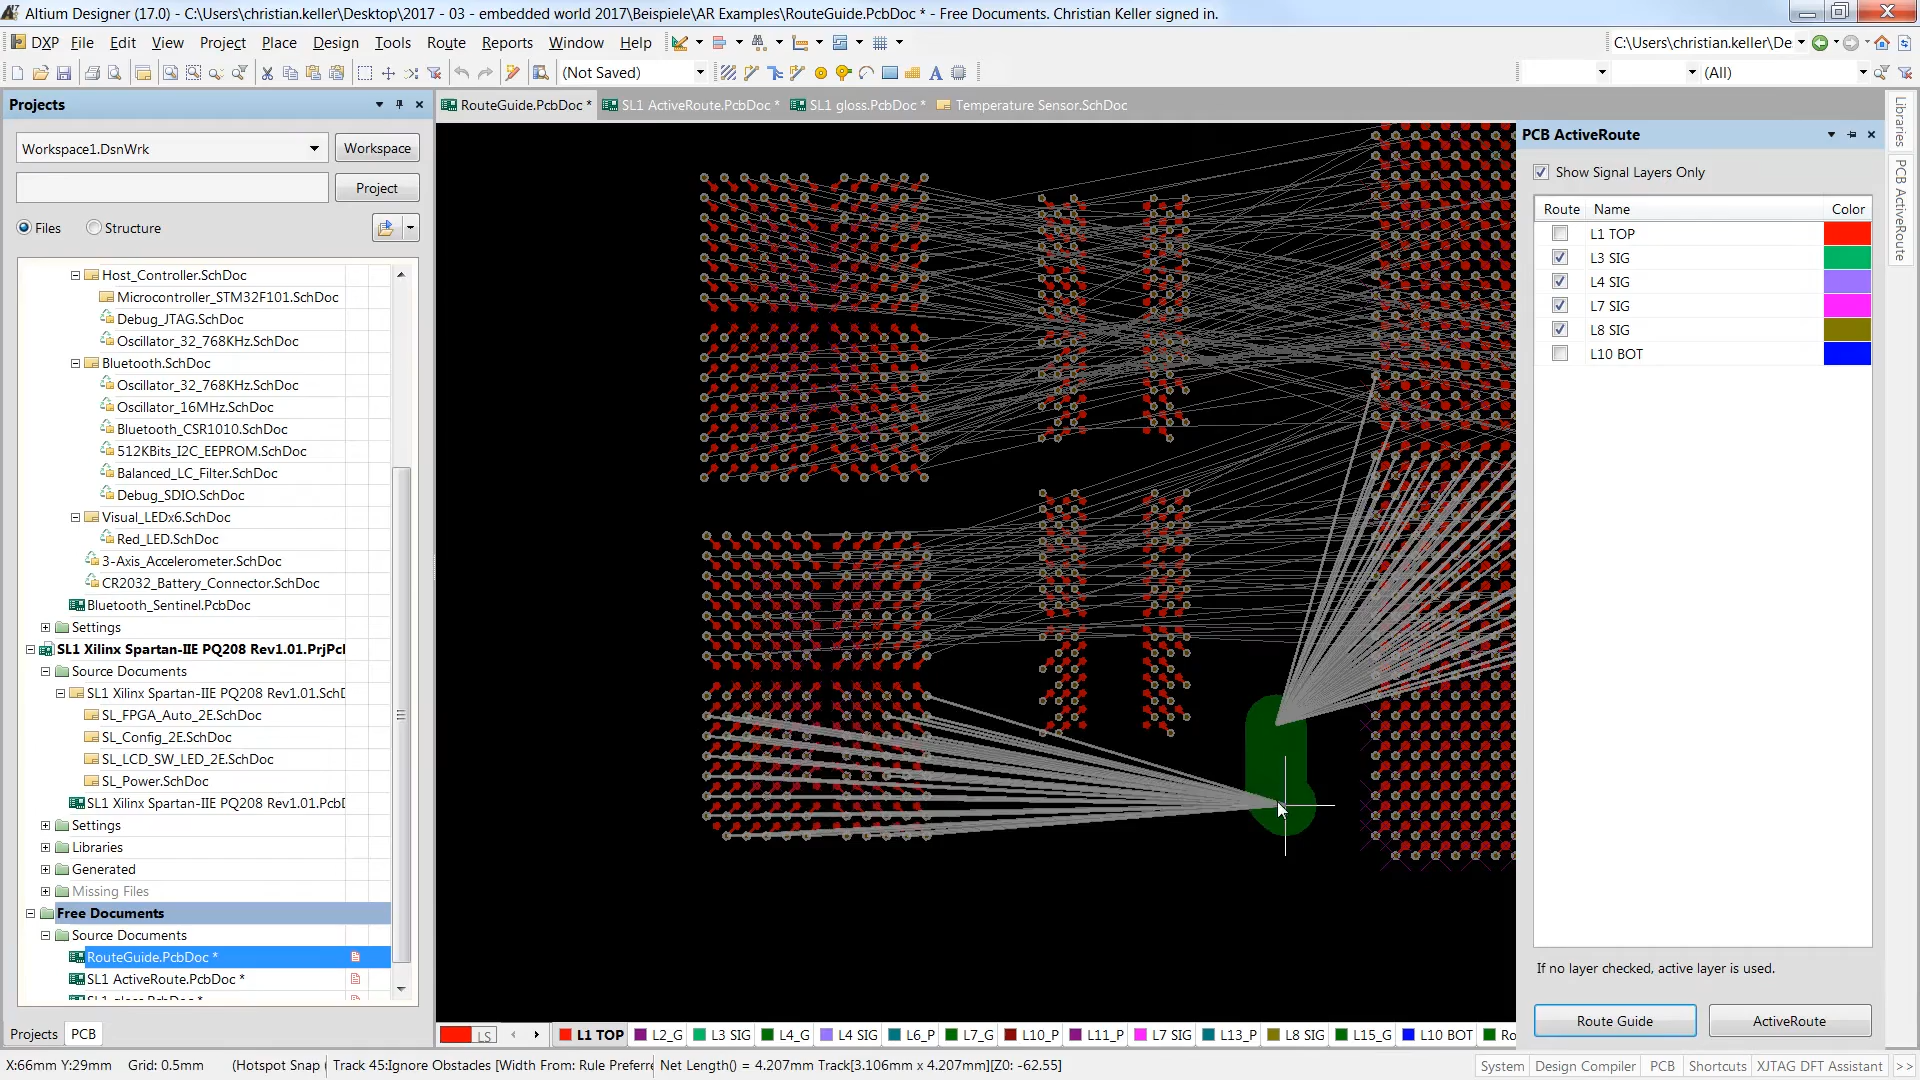 Altium Designer (17.0) - C:\Users\christian.keller\Desktop\2017 - 03 - embedded world 2017\Beispiele\AR Examples\RouteGuide.PcbDoc * - Free Documents. Christian Keller signed in.
DXP File Edit View Project Place Design Tools Route Reports Window Help
C:\Users\christian.keller\De
(Not Saved)
A
(All)
Projects
RouteGuide.PcbDoc *
SL1 ActiveRoute.PcbDoc *
SL1 gloss.PcbDoc *
Temperature Sensor.SchDoc
Workspace1.DsnWrk
Workspace
Project
Files
Structure
Host_Controller.SchDoc
Microcontroller_STM32F101.SchDoc
Debug_JTAG.SchDoc
Oscillator_32_768KHz.SchDoc
Bluetooth.SchDoc
Oscillator_32_768KHz.SchDoc
Oscillator_16MHz.SchDoc
Bluetooth_CSR1010.SchDoc
512KBits_I2C_EEPROM.SchDoc
Balanced_LC_Filter.SchDoc
Debug_SDIO.SchDoc
Visual_LEDx6.SchDoc
Red_LED.SchDoc
3-Axis_Accelerometer.SchDoc
CR2032_Battery_Connector.SchDoc
Bluetooth_Sentinel.PcbDoc
Settings
SL1 Xilinx Spartan-IIE PQ208 Rev1.01.PrjPcl
Source Documents
SL1 Xilinx Spartan-IIE PQ208 Rev1.01.SchD
SL_FPGA_Auto_2E.SchDoc
SL_Config_2E.SchDoc
SL_LCD_SW_LED_2E.SchDoc
SL_Power.SchDoc
SL1 Xilinx Spartan-IIE PQ208 Rev1.01.PcbD
Settings
Libraries
Generated
Missing Files
Free Documents
Source Documents
RouteGuide.PcbDoc *
SL1 ActiveRoute.PcbDoc *
SL1 gloss.PcbDoc *
Projects PCB
PCB ActiveRoute
Show Signal Layers Only
Route Name Color
L1 TOP
L3 SIG
L4 SIG
L7 SIG
L8 SIG
L10 BOT
If no layer checked, active layer is used.
Route Guide
ActiveRoute
Libraries
PCB ActiveRoute
LS
L1 TOP L2_G L3 SIG L4_G L4 SIG L6_P L7_G L10_P L11_P L7 SIG L13_P L8 SIG L15_G L10 BOT Ro
X:66mm Y:29mm Grid: 0.5mm (Hotspot Snap ( Track 45:Ignore Obstacles [Width From: Rule Preferre Net Length() = 4.207mm Track[3.106mm x 4.207mm][Z0: -62.55]
System Design Compiler PCB Shortcuts XJTAG DFT Assistant >>